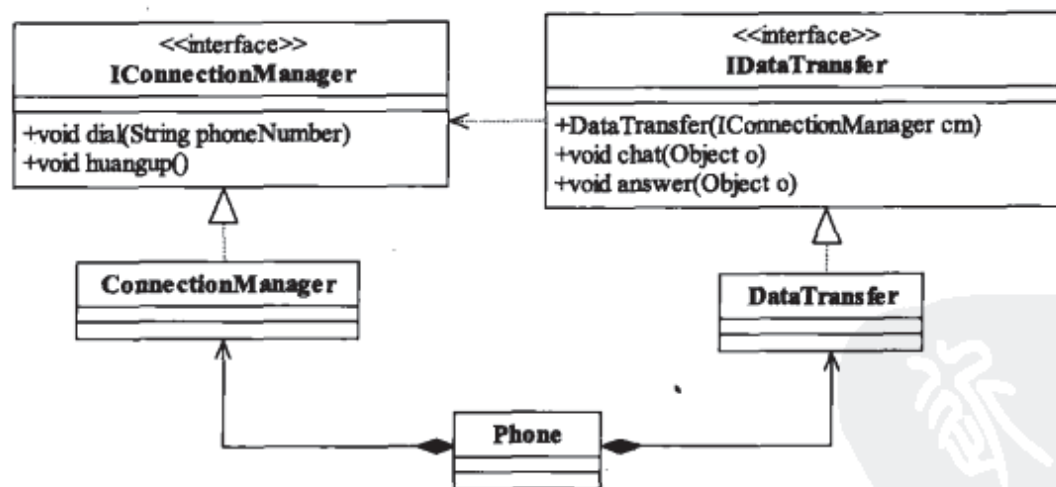 <<interface>>
IConnectionManager
+void dial(String phoneNumber)
+void huangup()
<<interface>>
IDataTransfer
+DataTransfer(IConnectionManager cm)
+void chat(Object o)
+void answer(Object o)
ConnectionManager
DataTransfer
Phone